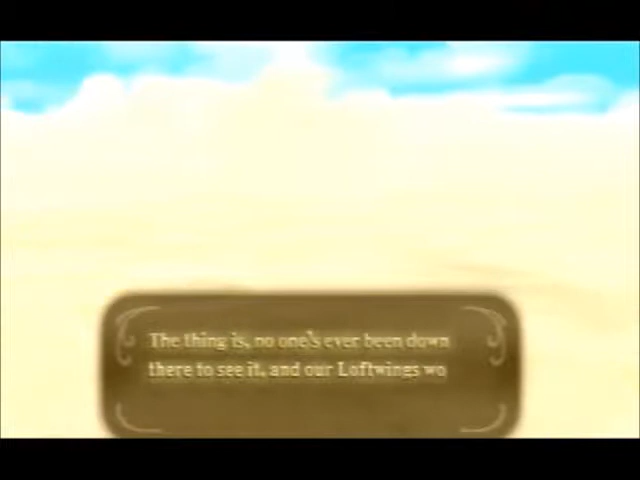 The thing is, no one's ever been down
there to see it, and our Loftwings wo